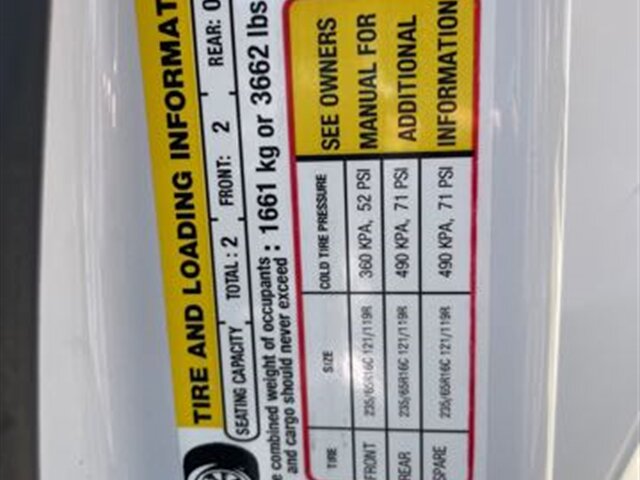 TIRE AND LOADING INFORMAT
SEATING CAPACITY TOTAL : 2 FRONT: 2 REAR: 0
combined weight of occupants : 1661 kg or 3662 lbs
and cargo should never exceed
TIRE SIZE COLD TIRE PRESSURE
FRONT 235/65R16C 121/119R 360 KPA, 52 PSI
REAR 235/65R16C 121/119R 490 KPA, 71 PSI
SPARE 235/65R16C 121/119R 490 KPA, 71 PSI
SEE OWNERS
MANUAL FOR
ADDITIONAL
INFORMATION